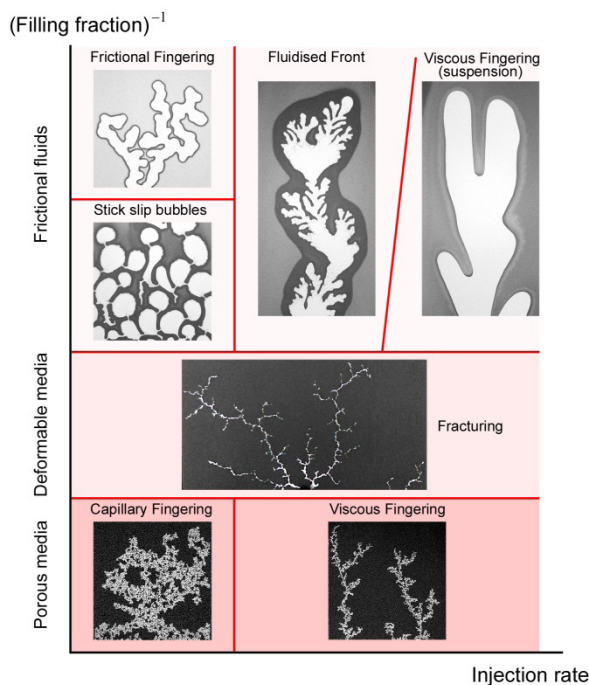 (Filling fraction)⁻¹
Frictional Fingering
Fluidised Front
Viscous Fingering
(suspension)
Frictional fluids
Stick slip bubbles
Deformable media
Fracturing
Capillary Fingering
Viscous Fingering
Porous media
Injection rate